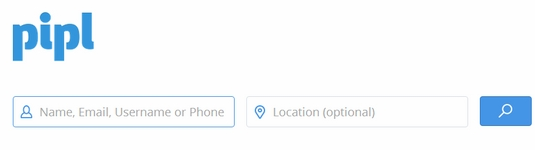 pipl
Name, Email, Username or Phone
Location (optional)